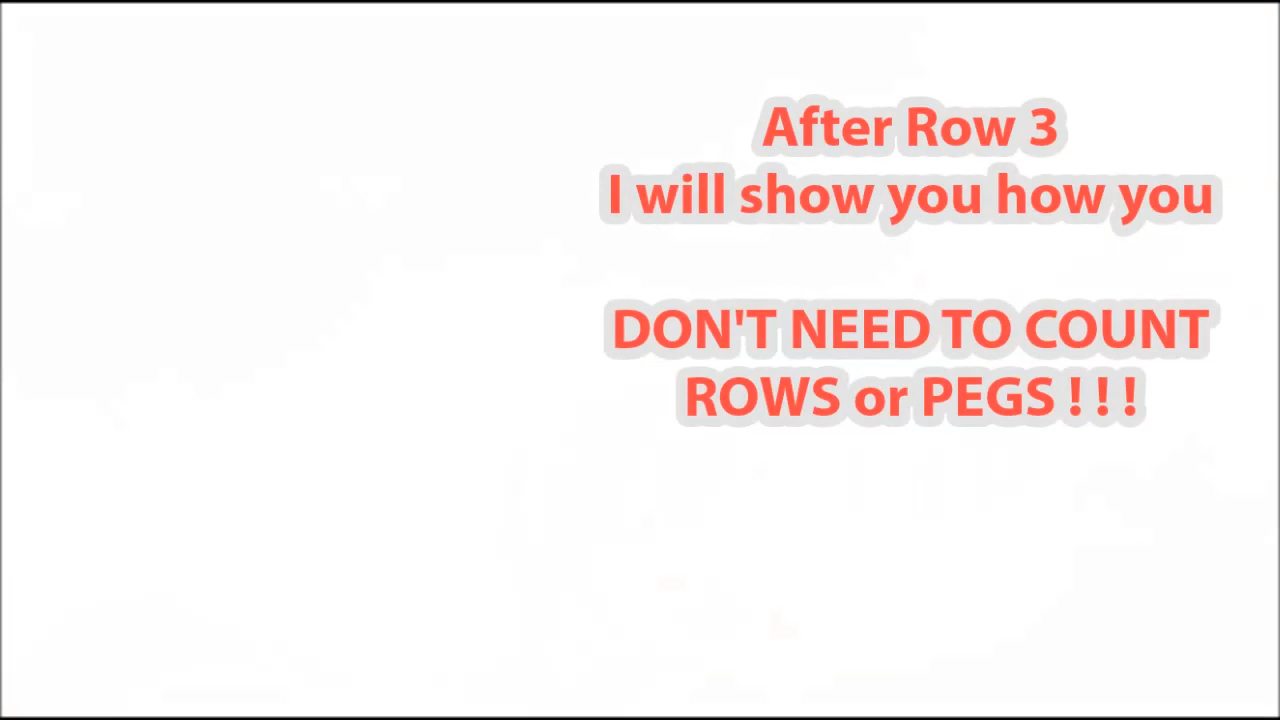 After Row 3
I will show you how you
DON'T NEED TO COUNT
ROWS or PEGS ! ! !